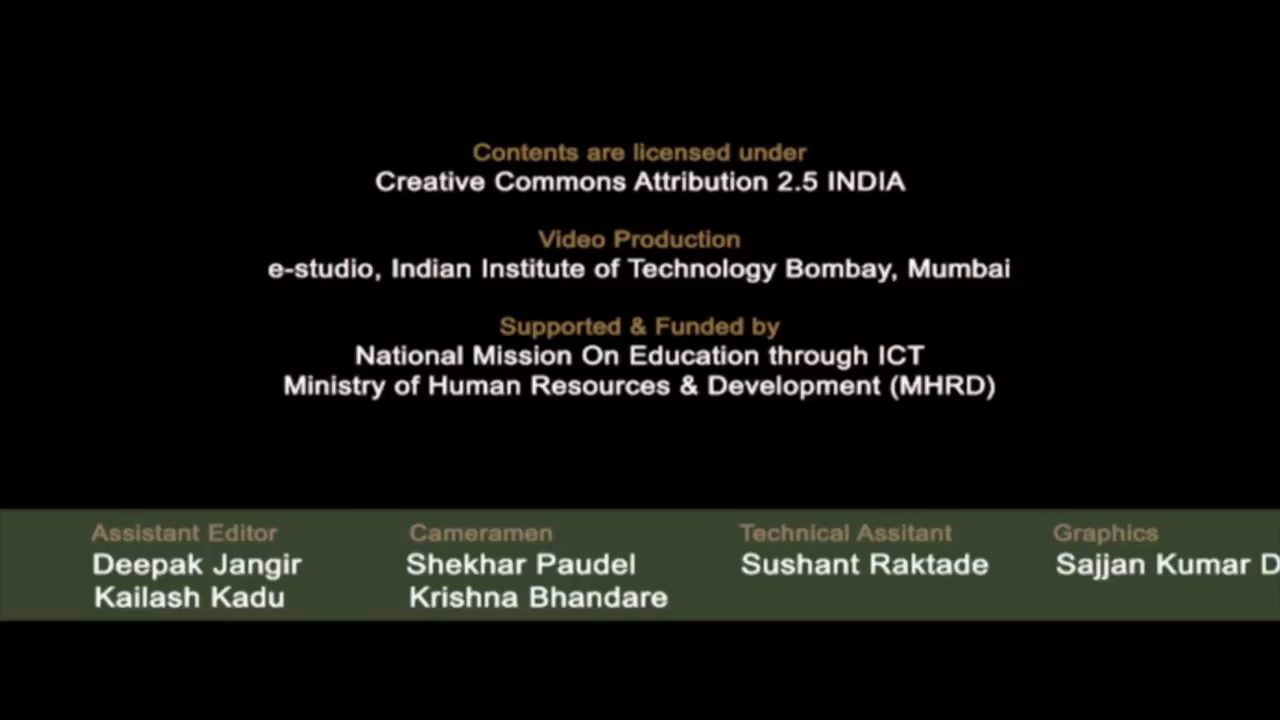 Contents are licensed under
Creative Commons Attribution 2.5 INDIA
Video Production
e-studio, Indian Institute of Technology Bombay, Mumbai
Supported & Funded by
National Mission On Education through ICT
Ministry of Human Resources & Development (MHRD)
Assistant Editor
Deepak Jangir
Kailash Kadu
Cameramen
Shekhar Paudel
Krishna Bhandare
Technical Assitant
Sushant Raktade
Graphics
Sajjan Kumar